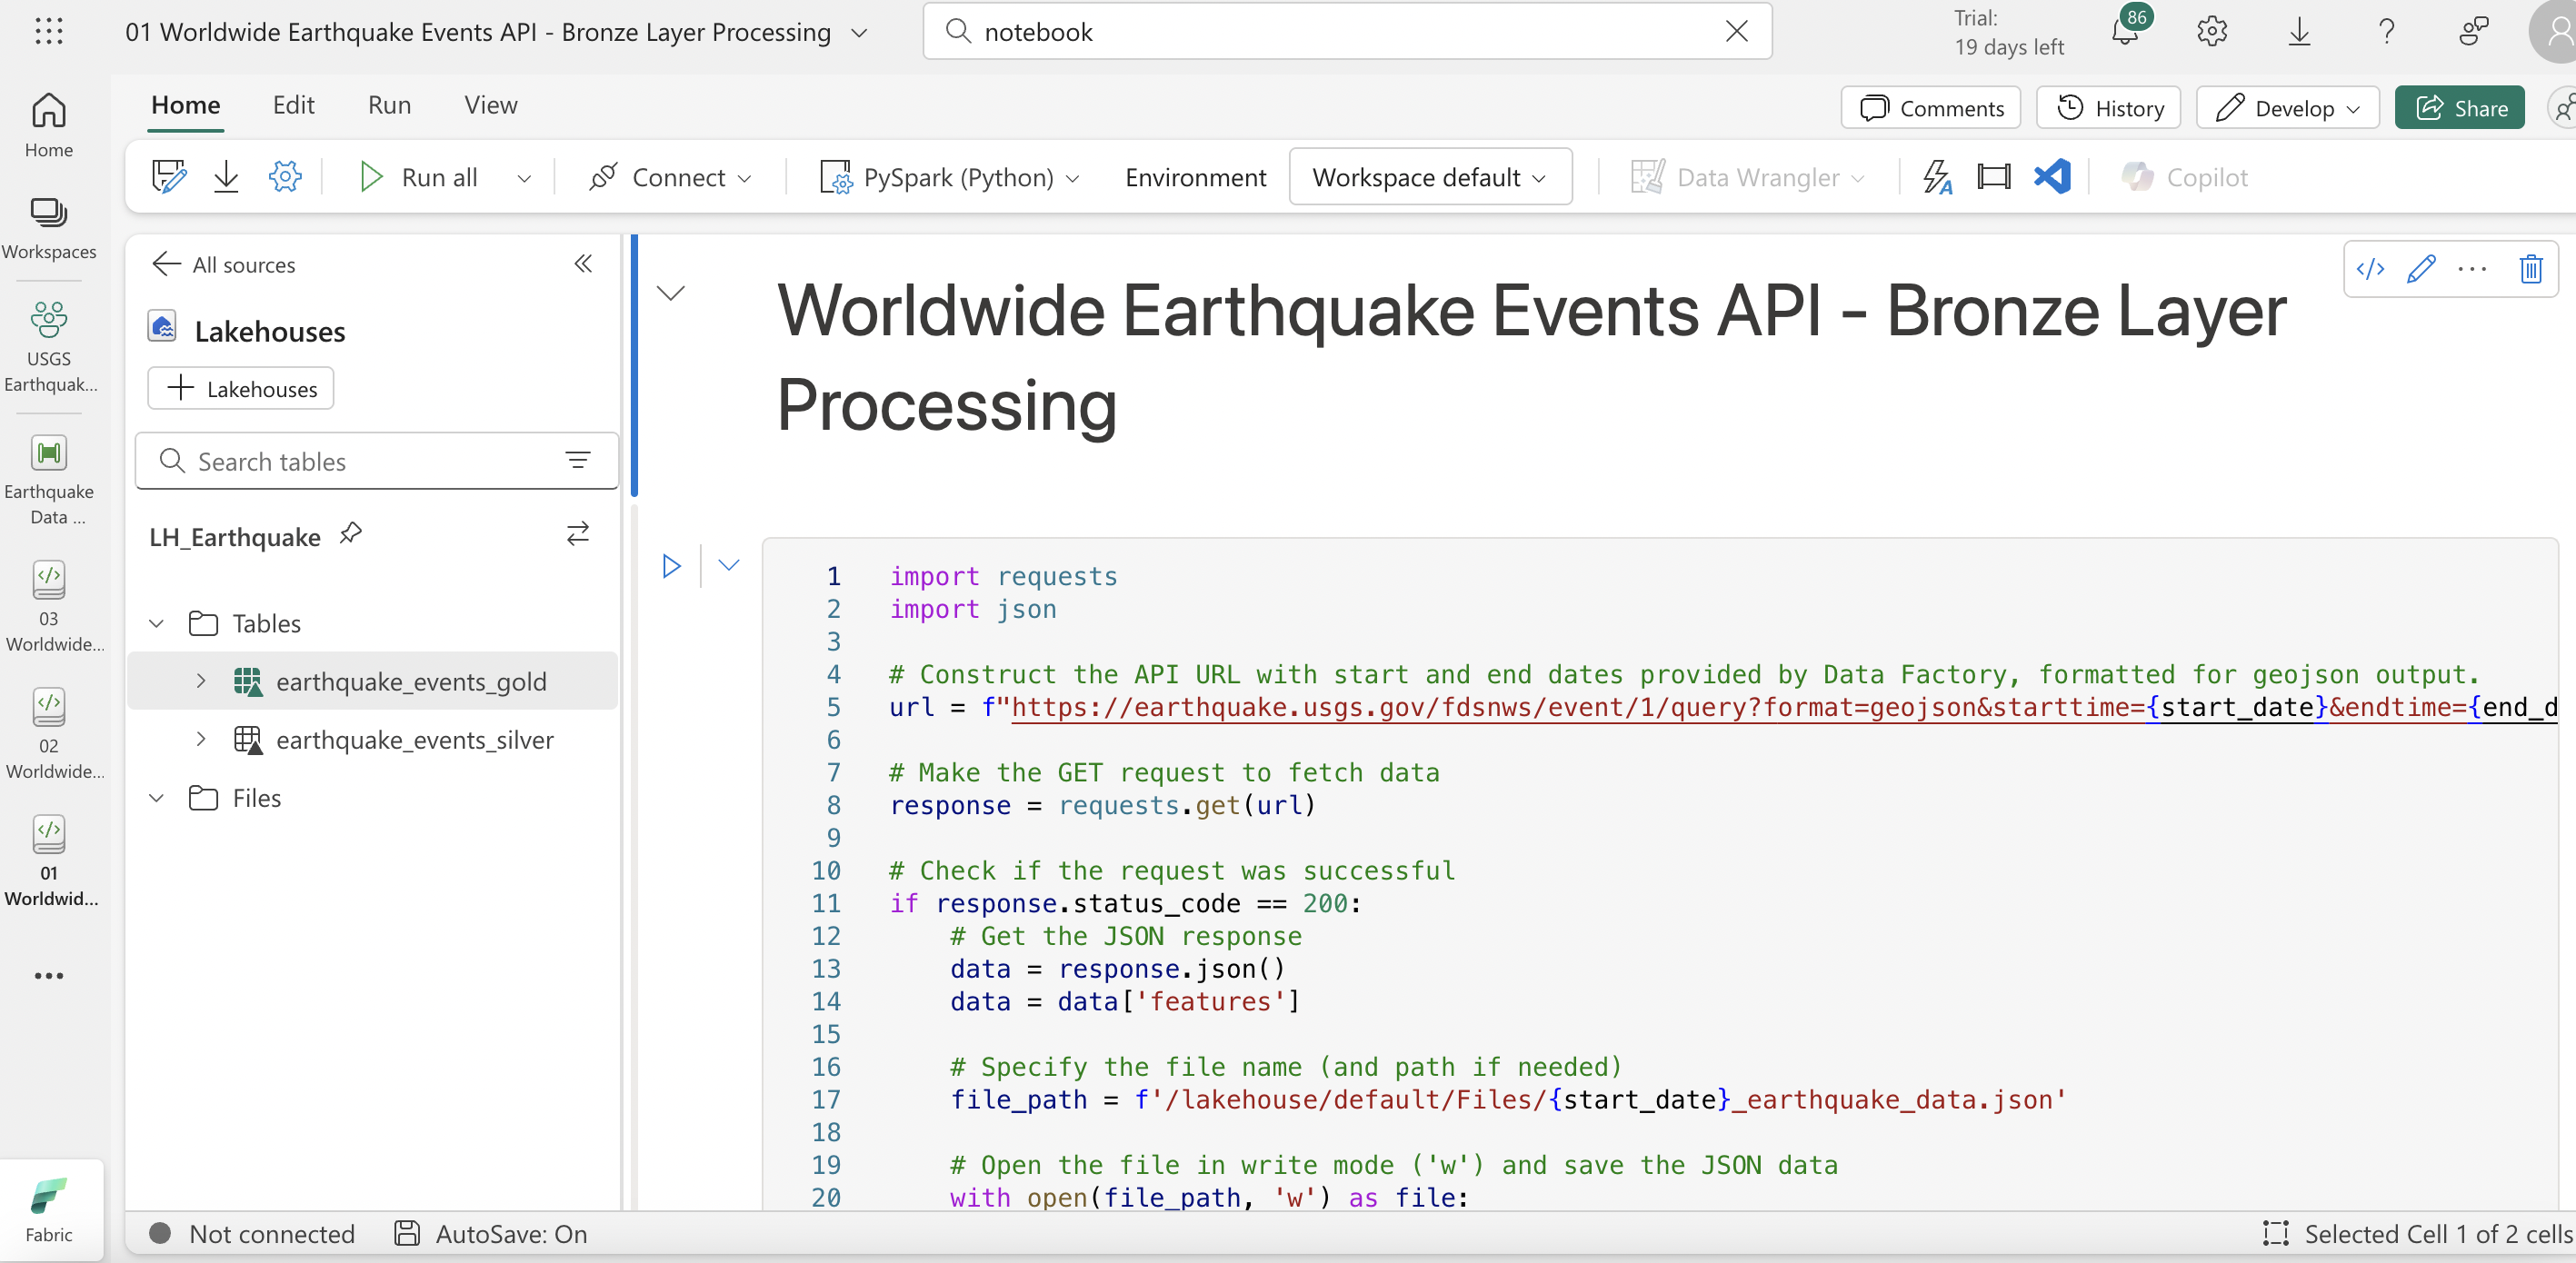 01 Worldwide Earthquake Events API - Bronze Layer Processing
notebook
Trial:
19 days left
86
Home
Edit
Run
View
Comments
History
Develop
Share
Run all
Connect
PySpark (Python)
Environment
Workspace default
Data Wrangler
Copilot
Home
Workspaces
USGS
Earthquak...
Earthquake
Data ...
03
Worldwide...
02
Worldwide...
01
Worldwid...
Fabric
All sources
Lakehouses
Lakehouses
Search tables
LH_Earthquake
Tables
earthquake_events_gold
earthquake_events_silver
Files
Worldwide Earthquake Events API - Bronze Layer
Processing
1 import requests
2 import json
3
4 # Construct the API URL with start and end dates provided by Data Factory, formatted for geojson output.
5 url = f"https://earthquake.usgs.gov/fdsnws/event/1/query?format=geojson&starttime={start_date}&endtime={end_d
6
7 # Make the GET request to fetch data
8 response = requests.get(url)
9
10 # Check if the request was successful
11 if response.status_code == 200:
12     # Get the JSON response
13     data = response.json()
14     data = data['features']
15
16     # Specify the file name (and path if needed)
17     file_path = f'/lakehouse/default/Files/{start_date}_earthquake_data.json'
18
19     # Open the file in write mode ('w') and save the JSON data
20     with open(file_path, 'w') as file:
Not connected
AutoSave: On
Selected Cell 1 of 2 cells